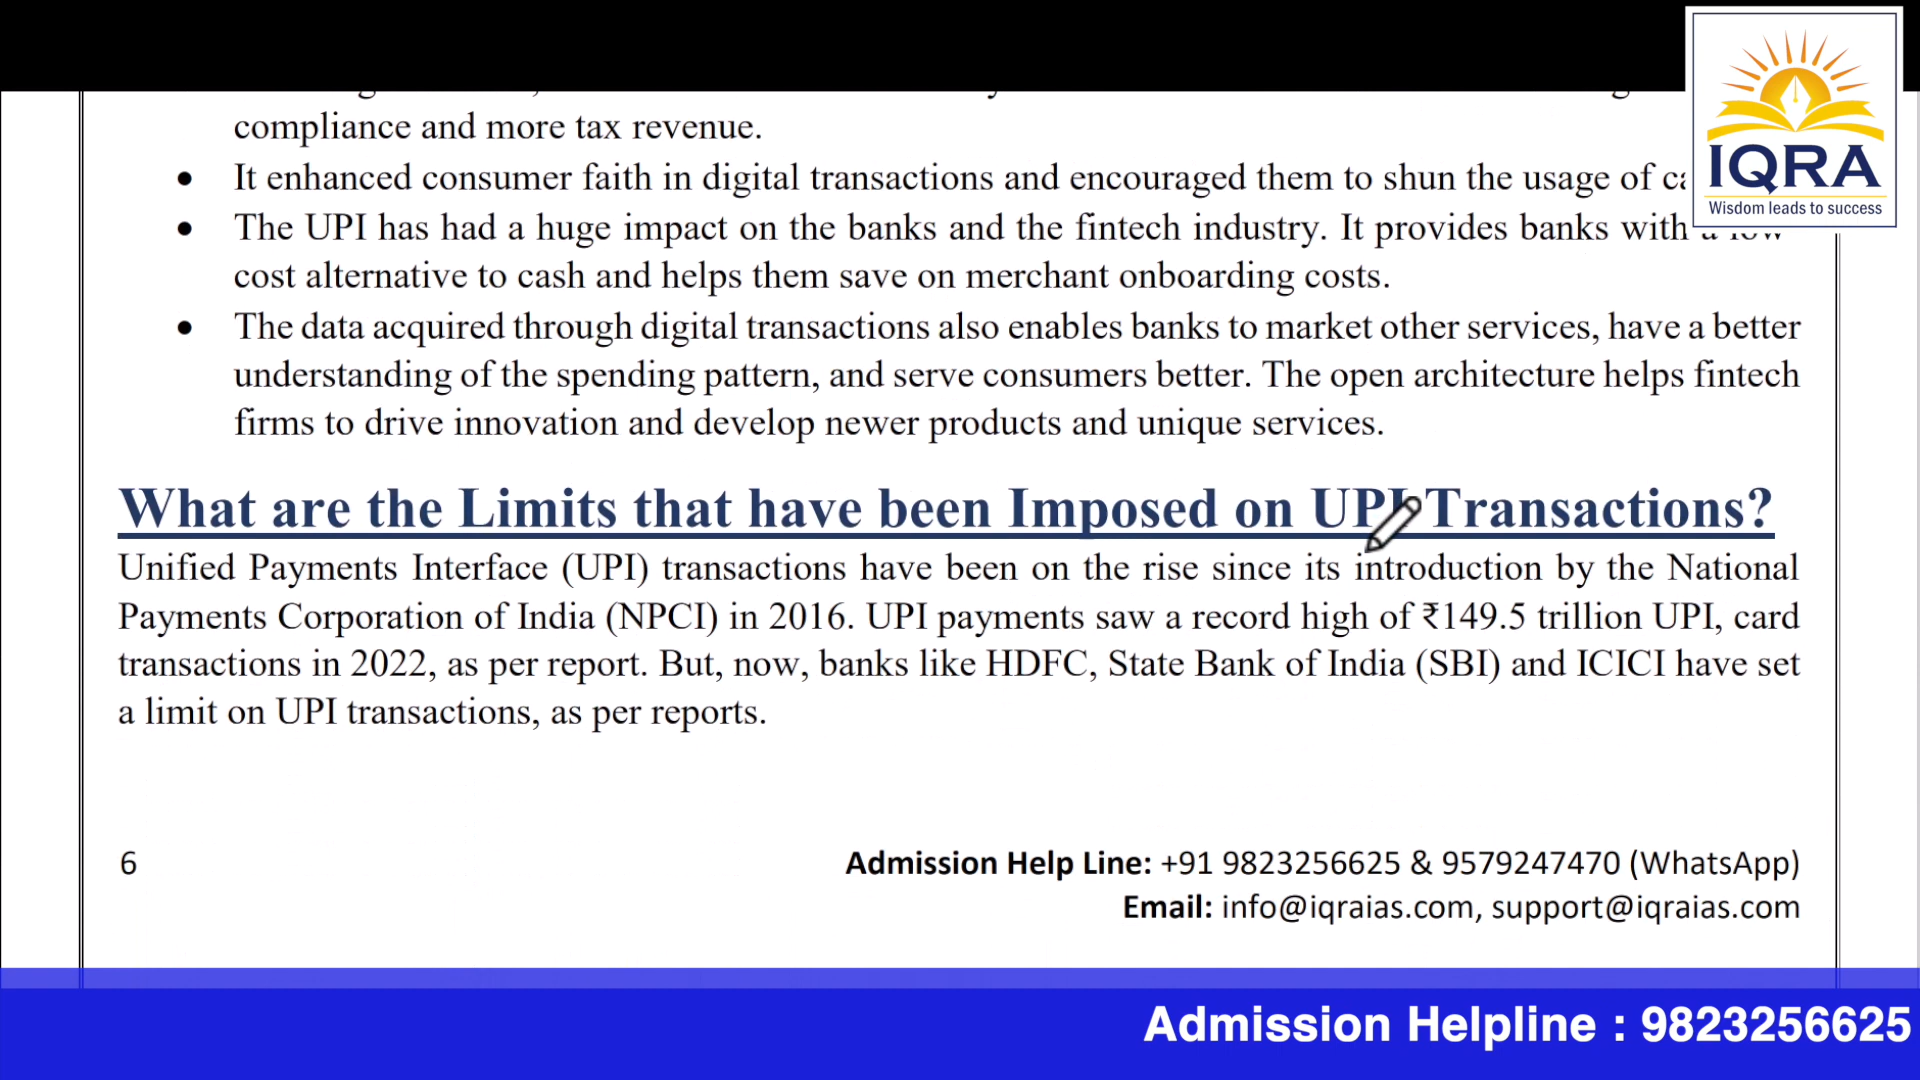 compliance and more tax revenue.
• It enhanced consumer faith in digital transactions and encouraged them to shun the usage of
• The UPI has had a huge impact on the banks and the fintech industry. It provides banks with a low
cost alternative to cash and helps them save on merchant onboarding costs.
• The data acquired through digital transactions also enables banks to market other services, have a better
understanding of the spending pattern, and serve consumers better. The open architecture helps fintech
firms to drive innovation and develop newer products and unique services.
IQRA
Wisdom leads to success
What are the Limits that have been Imposed on UPI Transactions?
Unified Payments Interface (UPI) transactions have been on the rise since its introduction by the National
Payments Corporation of India (NPCI) in 2016. UPI payments saw a record high of ₹149.5 trillion UPI, card
transactions in 2022, as per report. But, now, banks like HDFC, State Bank of India (SBI) and ICICI have set
a limit on UPI transactions, as per reports.
6
Admission Help Line: +91 9823256625 & 9579247470 (WhatsApp)
Email: info@iqraias.com, support@iqraias.com
Admission Helpline : 9823256625